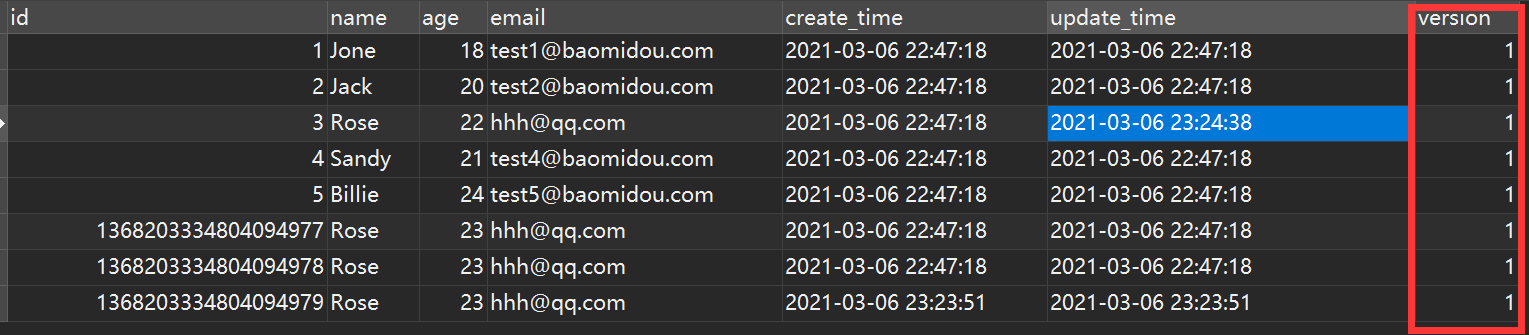 id name age email create_time update_time version
1 Jone 18 test1@baomidou.com 2021-03-06 22:47:18 2021-03-06 22:47:18 1
2 Jack 20 test2@baomidou.com 2021-03-06 22:47:18 2021-03-06 22:47:18 1
3 Rose 22 hhh@qq.com 2021-03-06 22:47:18 2021-03-06 23:24:38 1
4 Sandy 21 test4@baomidou.com 2021-03-06 22:47:18 2021-03-06 22:47:18 1
5 Billie 24 test5@baomidou.com 2021-03-06 22:47:18 2021-03-06 22:47:18 1
1368203334804094977 Rose 23 hhh@qq.com 2021-03-06 22:47:18 2021-03-06 22:47:18 1
1368203334804094978 Rose 23 hhh@qq.com 2021-03-06 22:47:18 2021-03-06 22:47:18 1
1368203334804094979 Rose 23 hhh@qq.com 2021-03-06 23:23:51 2021-03-06 23:23:51 1